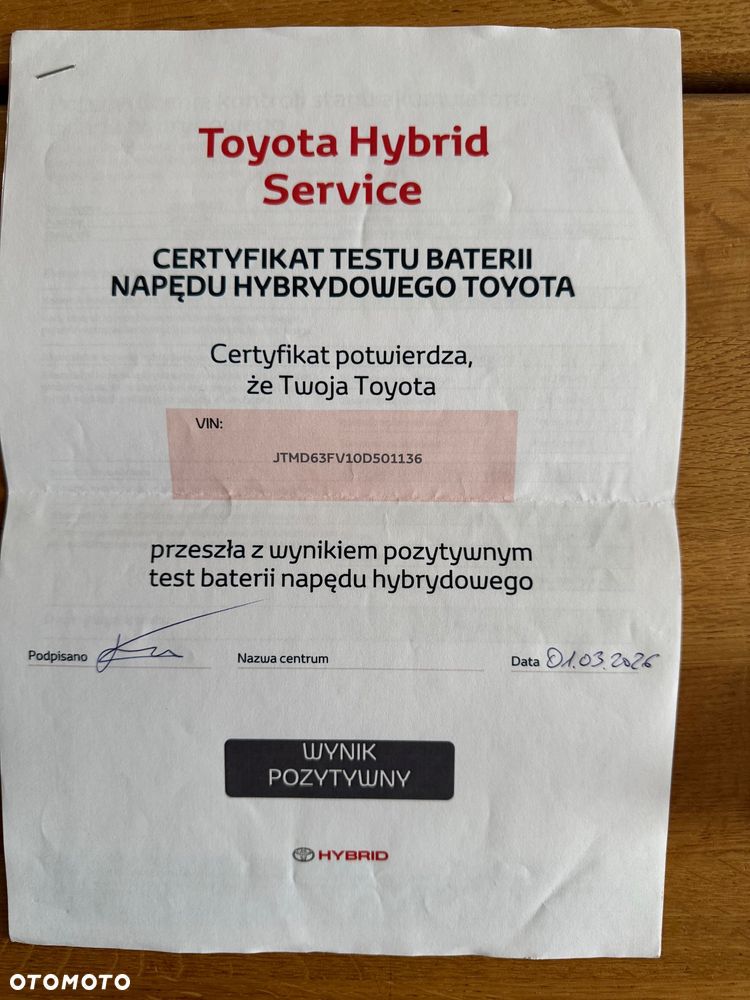 Toyota Hybrid
Service
CERTYFIKAT TESTU BATERII
NAPĘDU HYBRYDOWEGO TOYOTA
Certyfikat potwierdza,
że Twoja Toyota
VIN:
JTMD63FV10D501136
przeszła z wynikiem pozytywnym
test baterii napędu hybrydowego
Podpisano
Nazwa centrum
Data 01.03.2026
WYNIK
POZYTYWNY
HYBRID
OTOMOTO